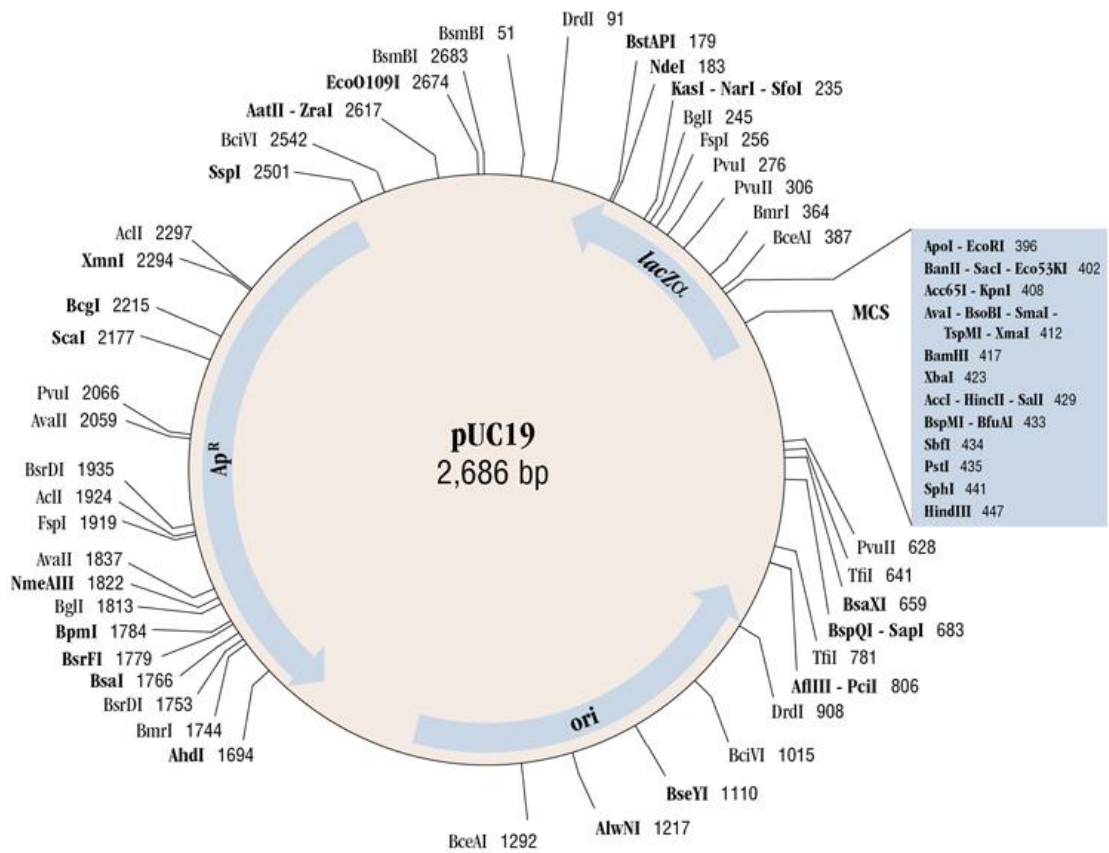 BsmBI 51
DrdI 91
BstAPI 179
NdeI 183
KasI - NarI - SfoI 235
BglI 245
FspI 256
PvuI 276
PvuII 306
BmrI 364
BceAI 387
MCS
ApoI - EcoRI 396
BanII - SacI - Eco53KI 402
Acc65I - KpnI 408
AvaI - BsoBI - SmaI -
TspMI - XmaI 412
BamHI 417
XbaI 423
AccI - HincII - SalI 429
BspMI - BfuAI 433
SbfI 434
PstI 435
SphI 441
HindIII 447
PvuII 628
TfiI 641
BsaXI 659
BspQI - SapI 683
TfiI 781
AflIII - PciI 806
DrdI 908
BciVI 1015
BseYI 1110
AlwNI 1217
BceAI 1292
AhdI 1694
BmrI 1744
BsrDI 1753
BsaI 1766
BsrFI 1779
BpmI 1784
BglI 1813
NmeAIII 1822
AvaII 1837
FspI 1919
AclI 1924
BsrDI 1935
AvaII 2059
PvuI 2066
ScaI 2177
BcgI 2215
XmnI 2294
AclI 2297
SspI 2501
BciVI 2542
AatII - ZraI 2617
EcoO109I 2674
BsmBI 2683
lacZα
ApR
ori
pUC19
2,686 bp